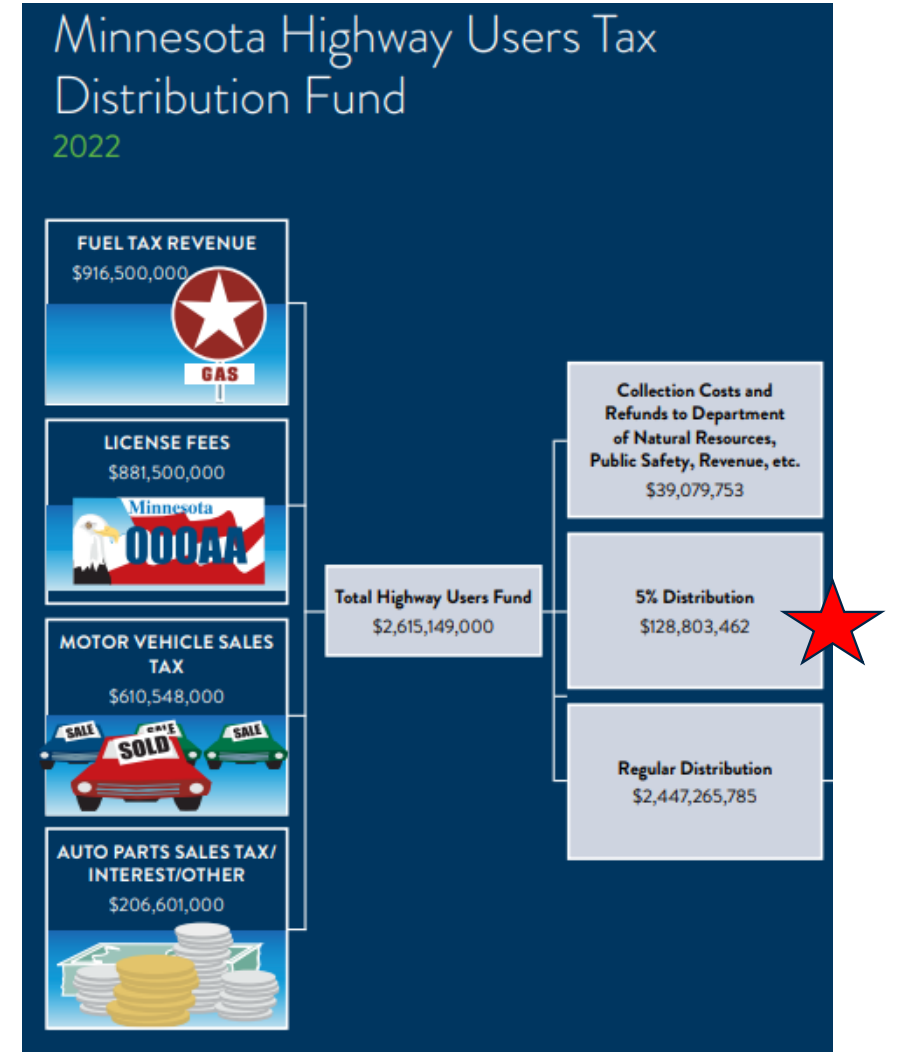 Minnesota Highway Users Tax
Distribution Fund
2022
FUEL TAX REVENUE
$916,500,000
GAS
LICENSE FEES
$881,500,000
Minnesota
000AA
MOTOR VEHICLE SALES
TAX
$610,548,000
SALE
SALE
SALE
SOLD
AUTO PARTS SALES TAX/
INTEREST/OTHER
$206,601,000
Total Highway Users Fund
$2,615,149,000
Collection Costs and
Refunds to Department
of Natural Resources,
Public Safety, Revenue, etc.
$39,079,753
5% Distribution
$128,803,462
Regular Distribution
$2,447,265,785